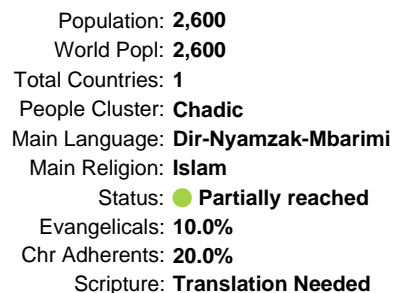 Population: 2,600
World Popl: 2,600
Total Countries: 1
People Cluster: Chadic
Main Language: Dir-Nyamzak-Mbarimi
Main Religion: Islam
Status: Partially reached
Evangelicals: 10.0%
Chr Adherents: 20.0%
Scripture: Translation Needed